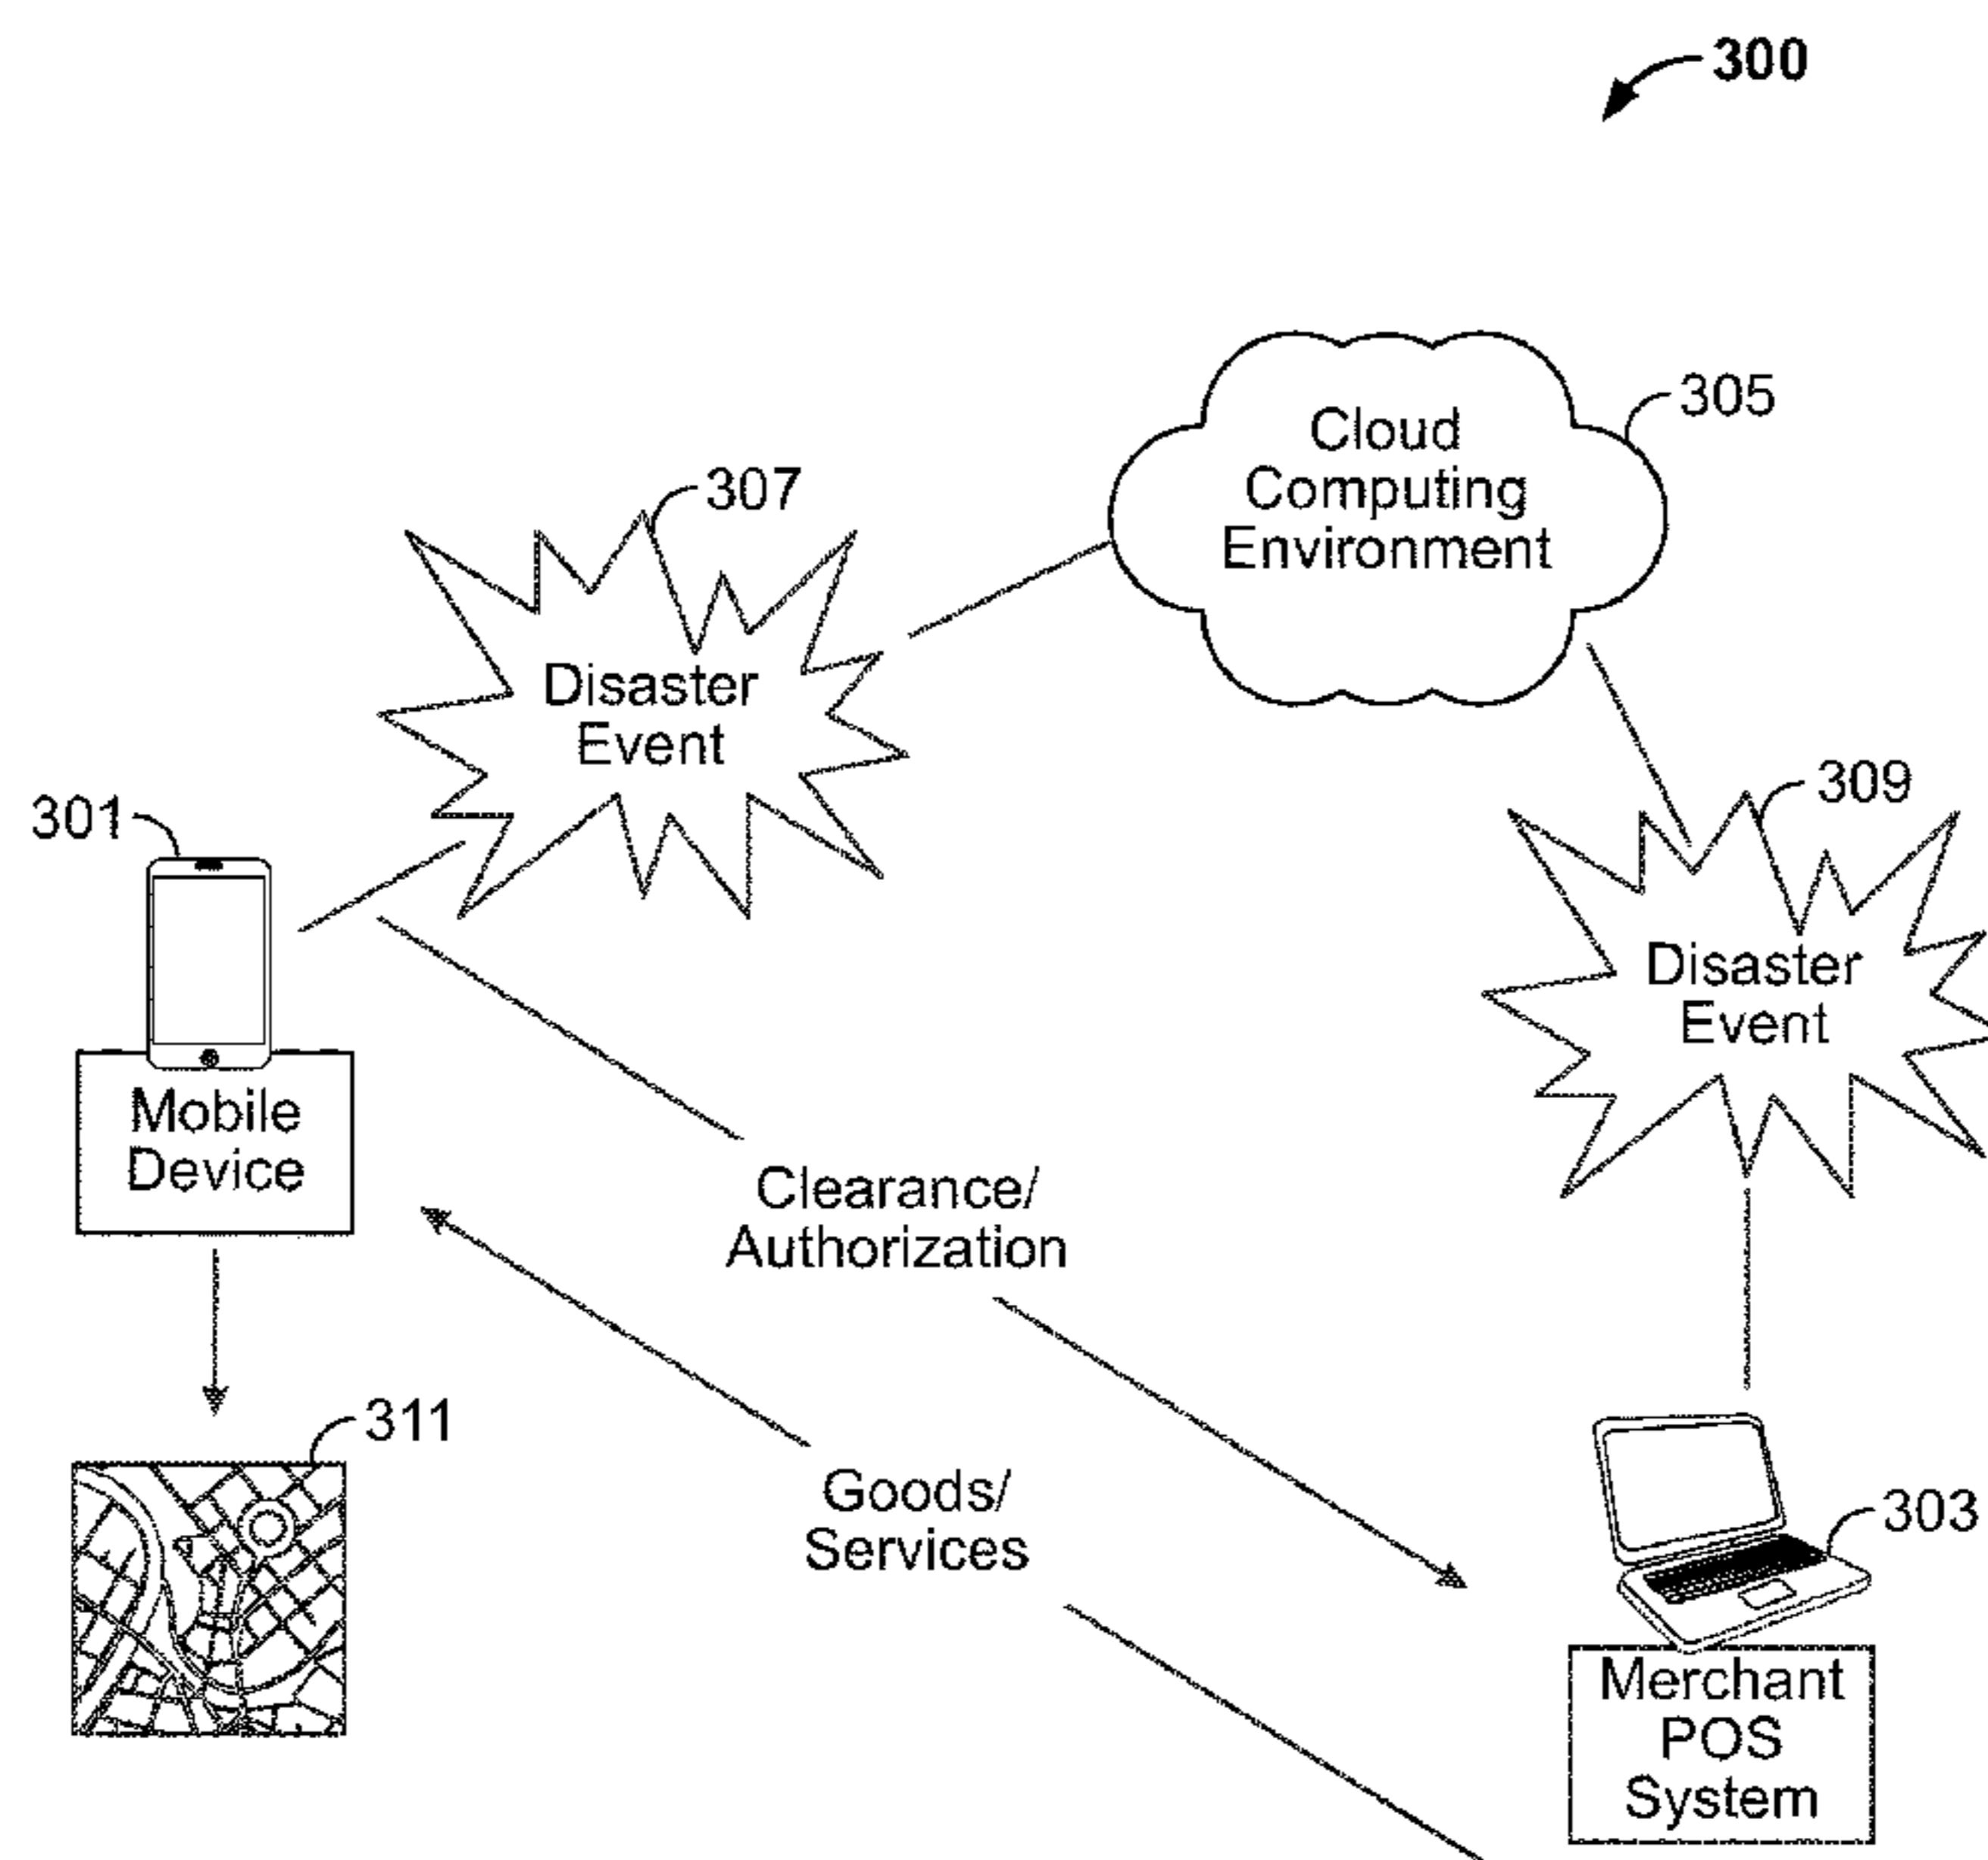 300
305
Cloud
Computing
Environment
307
Disaster
Event
309
Disaster
Event
301
Mobile
Device
Clearance/
Authorization
311
Goods/
Services
303
Merchant
POS
System